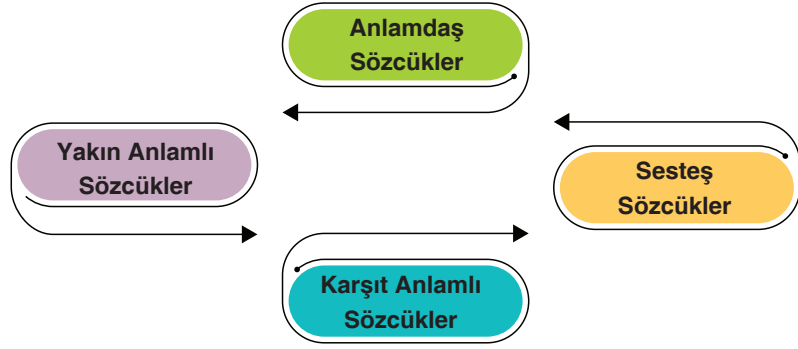 Anlamdaş
Sözcükler
Yakın Anlamlı
Sözcükler
Sesteş
Sözcükler
Karşıt Anlamlı
Sözcükler